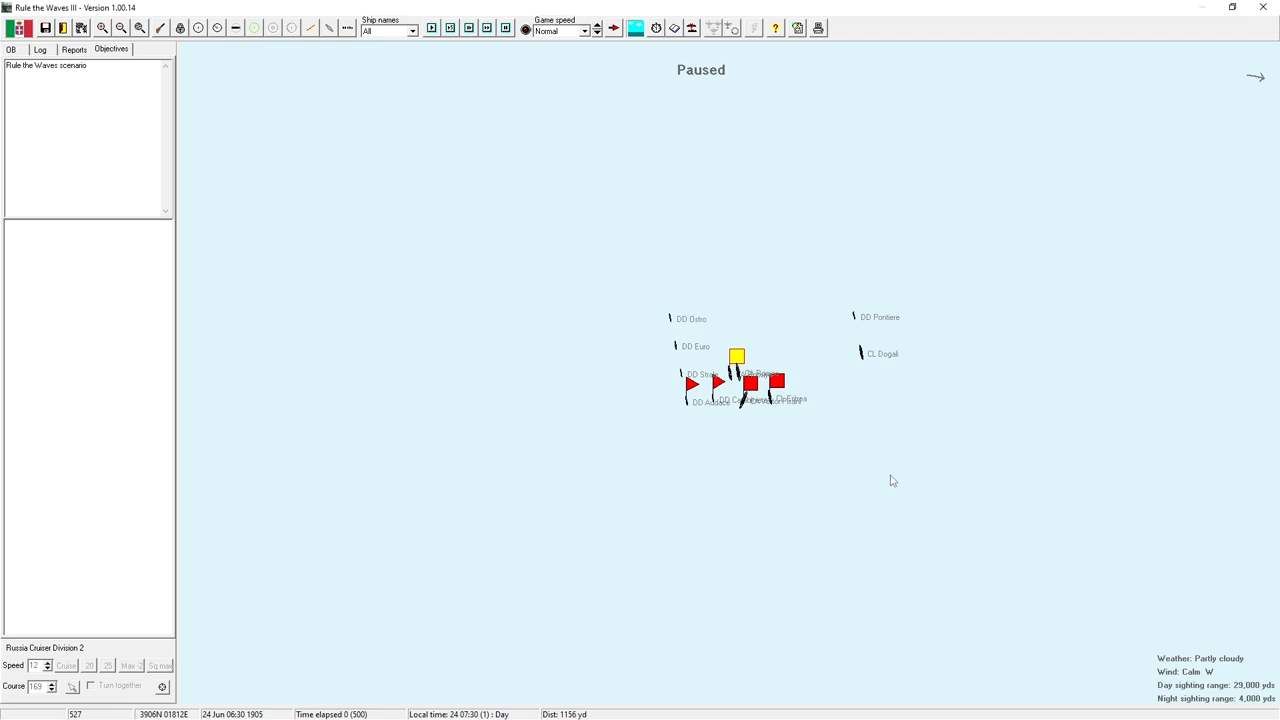 Rule the Waves III - Version 1.00.14
Ship names
All
Game speed
Normal
OB Log Reports Objectives
Rule the Waves scenario
Paused
DD Ostro
DD Pontiere
DD Euro
CL Dogali
DD Strale
DD Audace
Russia Cruiser Division 2
Speed 12 Cruise 20 25 Max -2 Sq max
Course 169 Turn together
Weather: Partly cloudy
Wind: Calm W
Day sighting range: 29,000 yds
Night sighting range: 4,000 yds
527 3906N 01812E 24 Jun 06:30 1905 Time elapsed 0 (500) Local time: 24 07:30 (1) : Day Dist: 1156 yd